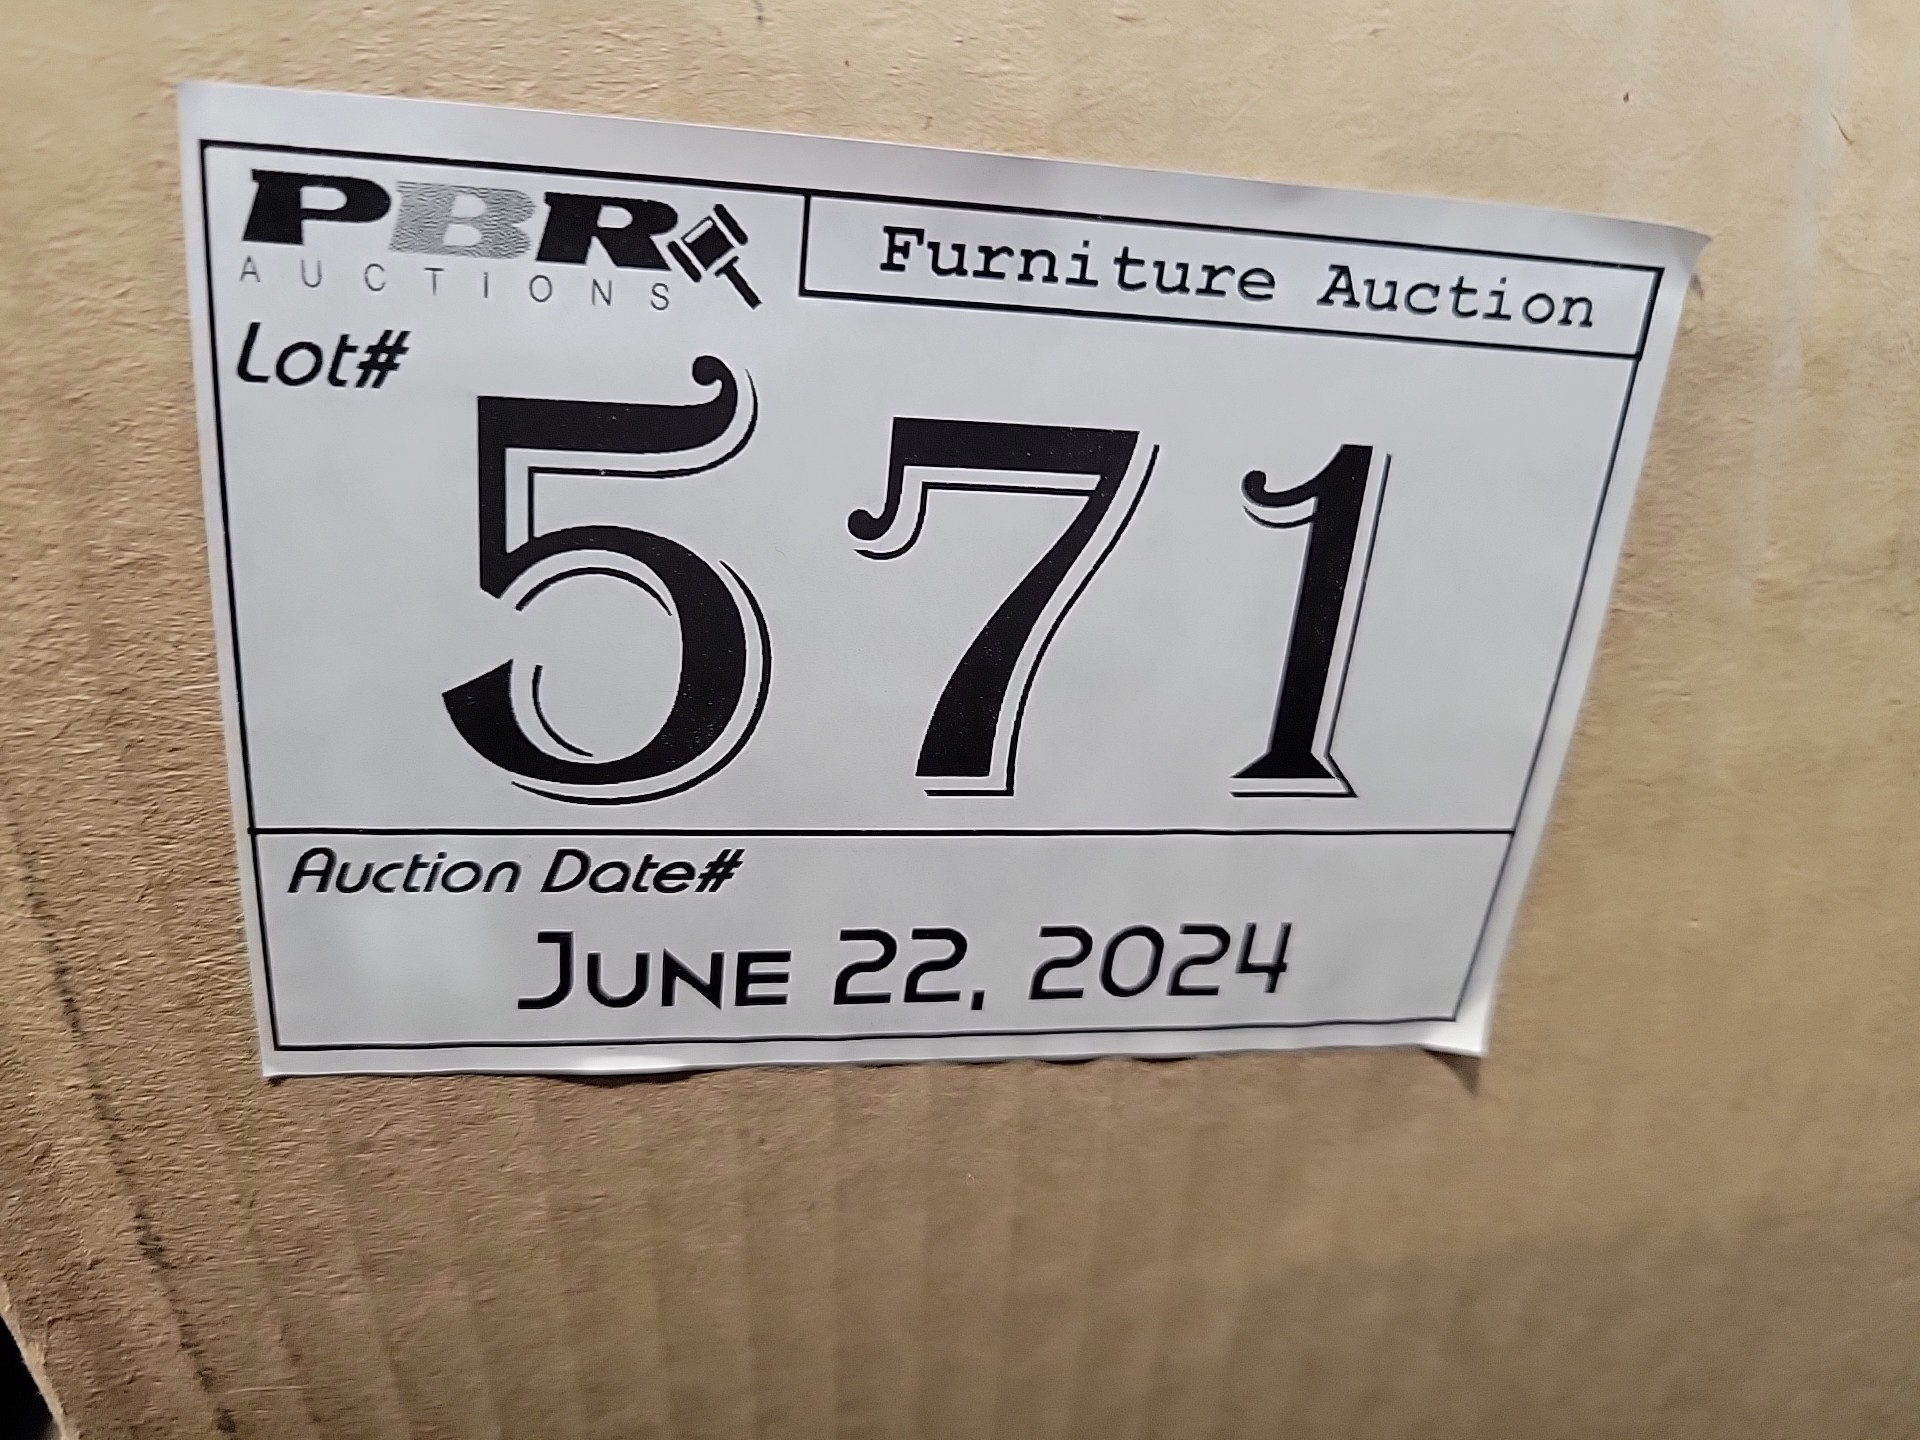 PBR
AUCTIONS
Furniture Auction
Lot#
571
Auction Date#
JUNE 22, 2024